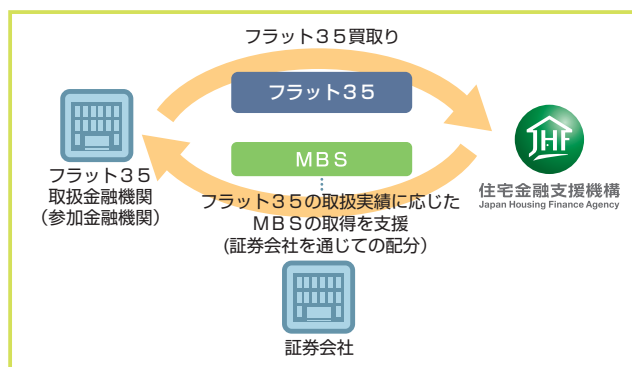 フラット３５買取り
フラット３５
MBS
フラット３５
取扱金融機関
（参加金融機関）
フラット３５の取扱実績に応じた
ＭＢＳの取得を支援
(証券会社を通じての配分）
証券会社
JHF
住宅金融支援機構
Japan Housing Finance Agency